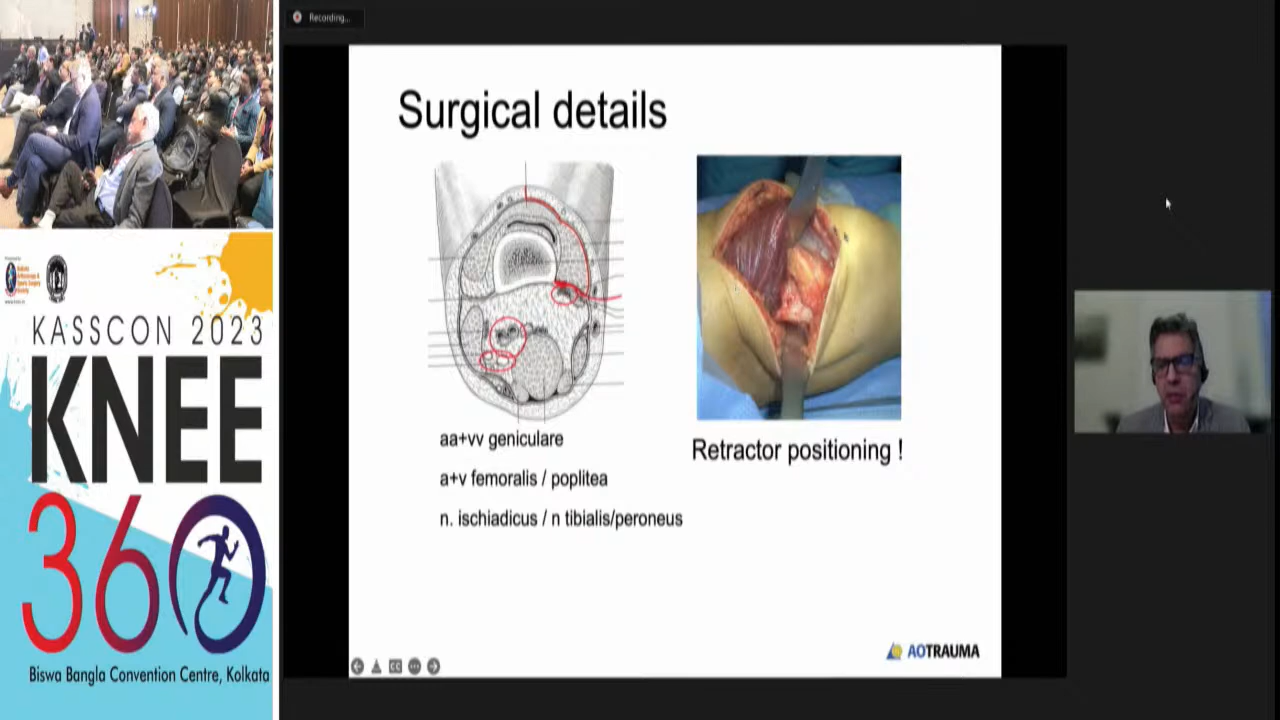 Recording...
Surgical details
aa+vv geniculare
a+v femoralis / poplitea
n. ischiadicus / n tibialis/peroneus
Retractor positioning !
AOTRAUMA
KASSCON 2023
KNEE
360
Biswa Bangla Convention Centre, Kolkata